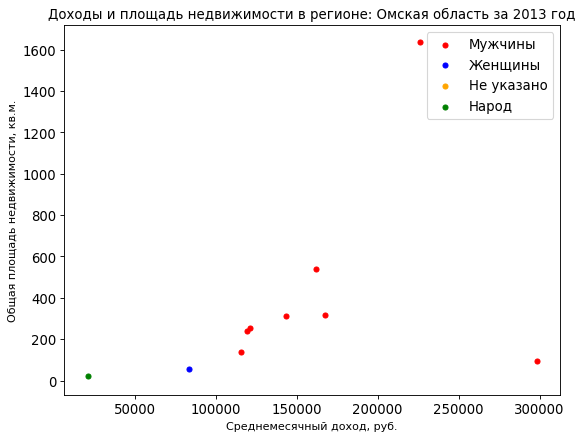 Доходы и площадь недвижимости в регионе: Омская область за 2013 год
Общая площадь недвижимости, кв.м.
1600
1400
1200
1000
800
600
400
200
0
Мужчины
Женщины
Не указано
Народ
50000 100000 150000 200000 250000 300000
Среднемесячный доход, руб.